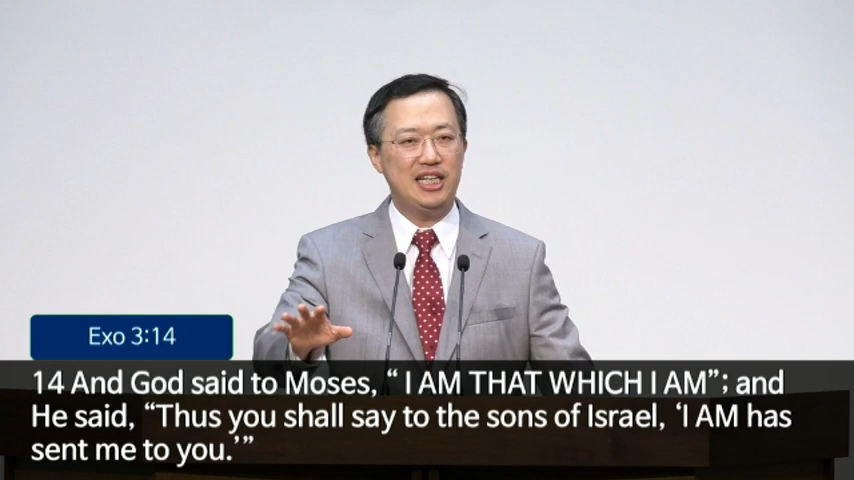 Exo 3:14
14 And God said to Moses, “ I AM THAT WHICH I AM”; and
He said, “Thus you shall say to the sons of Israel, ‘I AM has
sent me to you.’”